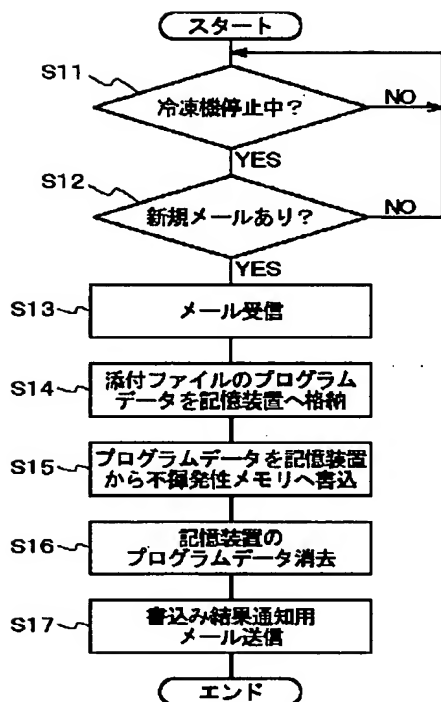 スタート
S11
冷凍機停止中？
NO
YES
S12
新規メールあり？
NO
YES
S13
メール受信
S14
添付ファイルのプログラム
データを記憶装置へ格納
S15
プログラムデータを記憶装置
から不揮発性メモリへ書込
S16
記憶装置の
プログラムデータ消去
S17
書込み結果通知用
メール送信
エンド